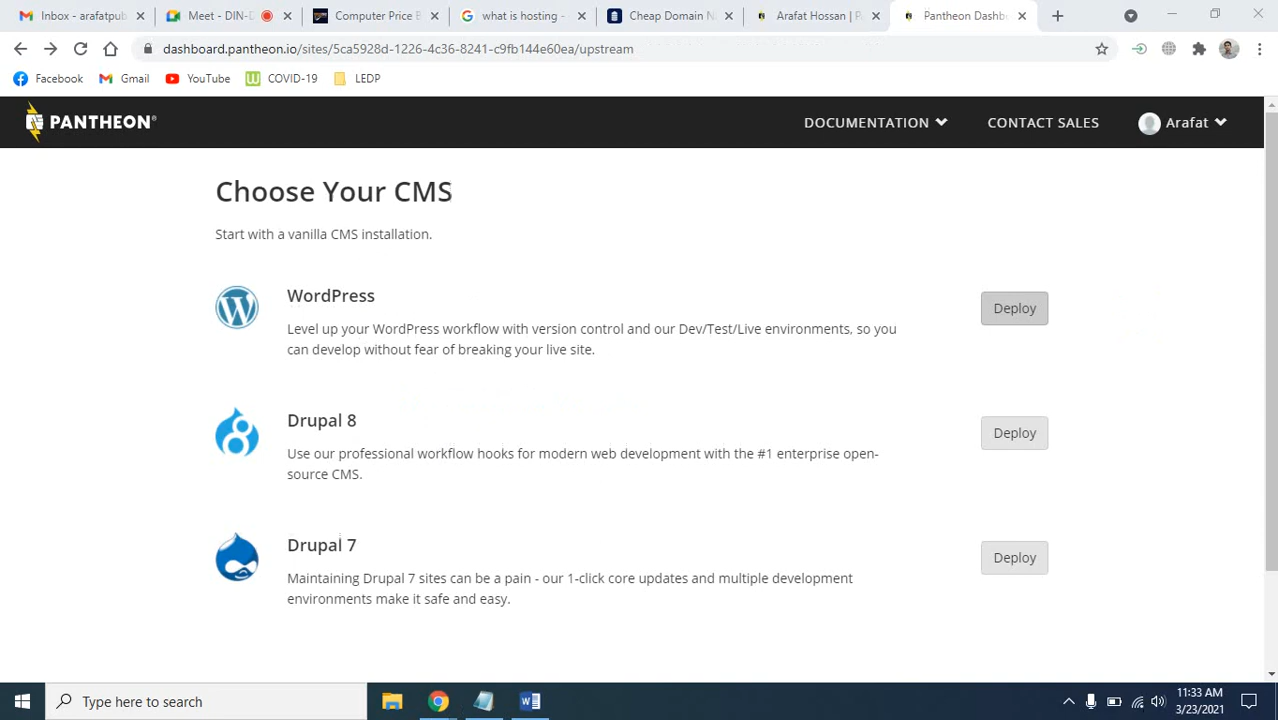 Inbox - arafatpub
Meet - DIN-D
Computer Price B
what is hosting -
Cheap Domain N
Arafat Hossan | P
Pantheon Dashb
dashboard.pantheon.io/sites/5ca5928d-1226-4c36-8241-c9fb144e60ea/upstream
Facebook
Gmail
YouTube
COVID-19
LEDP
PANTHEON®
DOCUMENTATION
CONTACT SALES
Arafat
Choose Your CMS
Start with a vanilla CMS installation.
WordPress
Deploy
Level up your WordPress workflow with version control and our Dev/Test/Live environments, so you
can develop without fear of breaking your live site.
Drupal 8
Deploy
Use our professional workflow hooks for modern web development with the #1 enterprise open-
source CMS.
Drupal 7
Deploy
Maintaining Drupal 7 sites can be a pain - our 1-click core updates and multiple development
environments make it safe and easy.
Type here to search
11:33 AM
3/23/2021